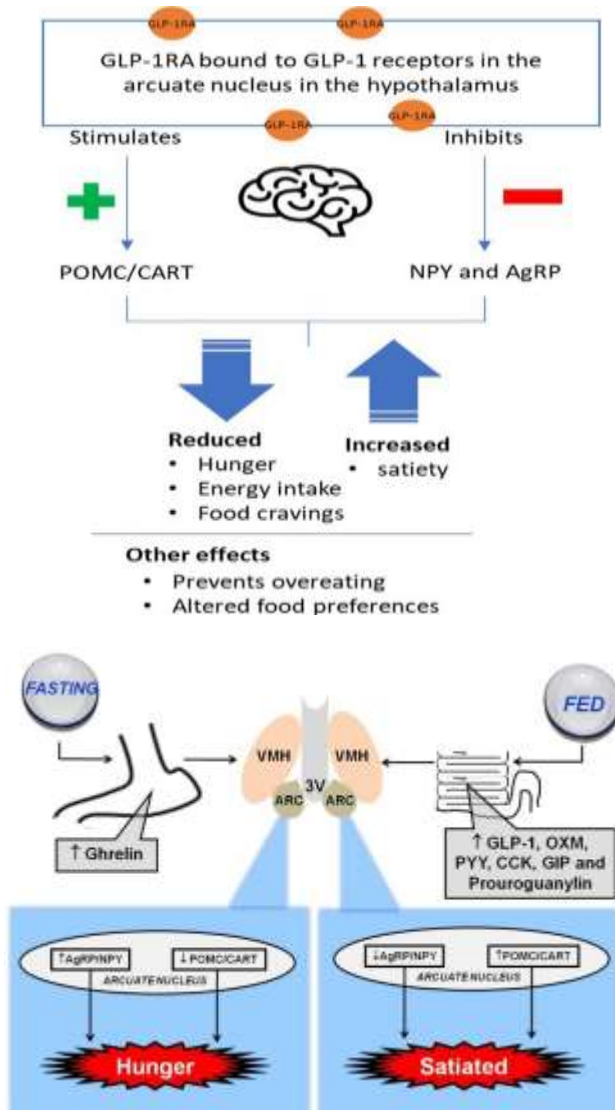 GLP-1RA
GLP-1RA
GLP-1RA bound to GLP-1 receptors in the
arcuate nucleus in the hypothalamus
GLP-1RA
GLP-1RA
Stimulates
Inhibits
POMC/CART
NPY and AgRP
Reduced
• Hunger
• Energy intake
• Food cravings
Increased
• satiety
Other effects
• Prevents overeating
• Altered food preferences
FASTING
FED
VMH
VMH
3V
ARC
ARC
↑ Ghrelin
↑ GLP-1, OXM,
PYY, CCK, GIP and
Prouroguanylin
↑AgRP/NPY
↓ POMC/CART
ARCUATE NUCLEUS
Hunger
↓AgRP/NPY
↑POMC/CART
ARCUATE NUCLEUS
Satiated